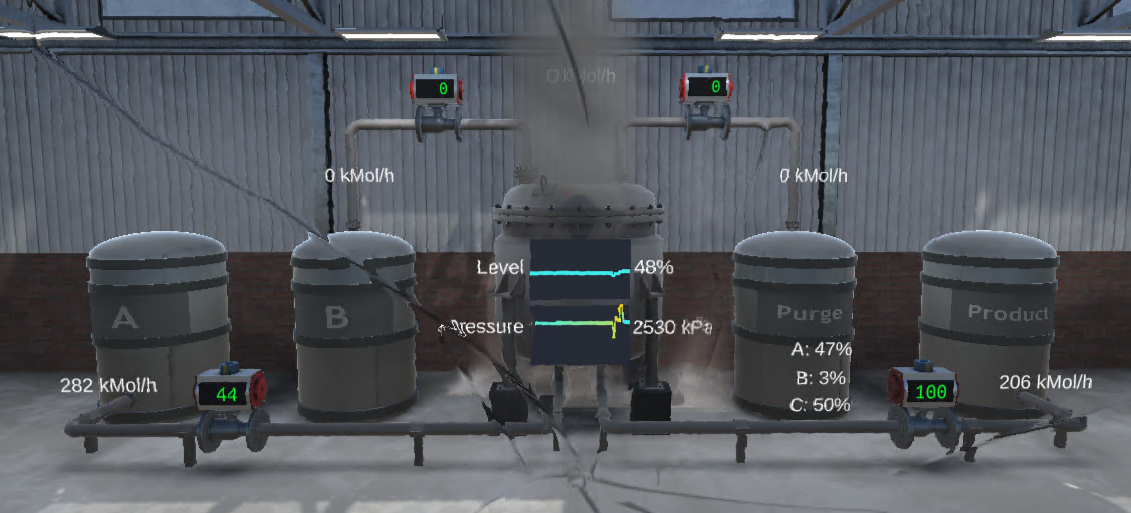 0 kMol/h
0
0
0 kMol/h
0 kMol/h
Level 48%
A
B
Purge
Product
Pressure 2530 kPa
A: 47%
B: 3%
C: 50%
282 kMol/h
44
100
206 kMol/h